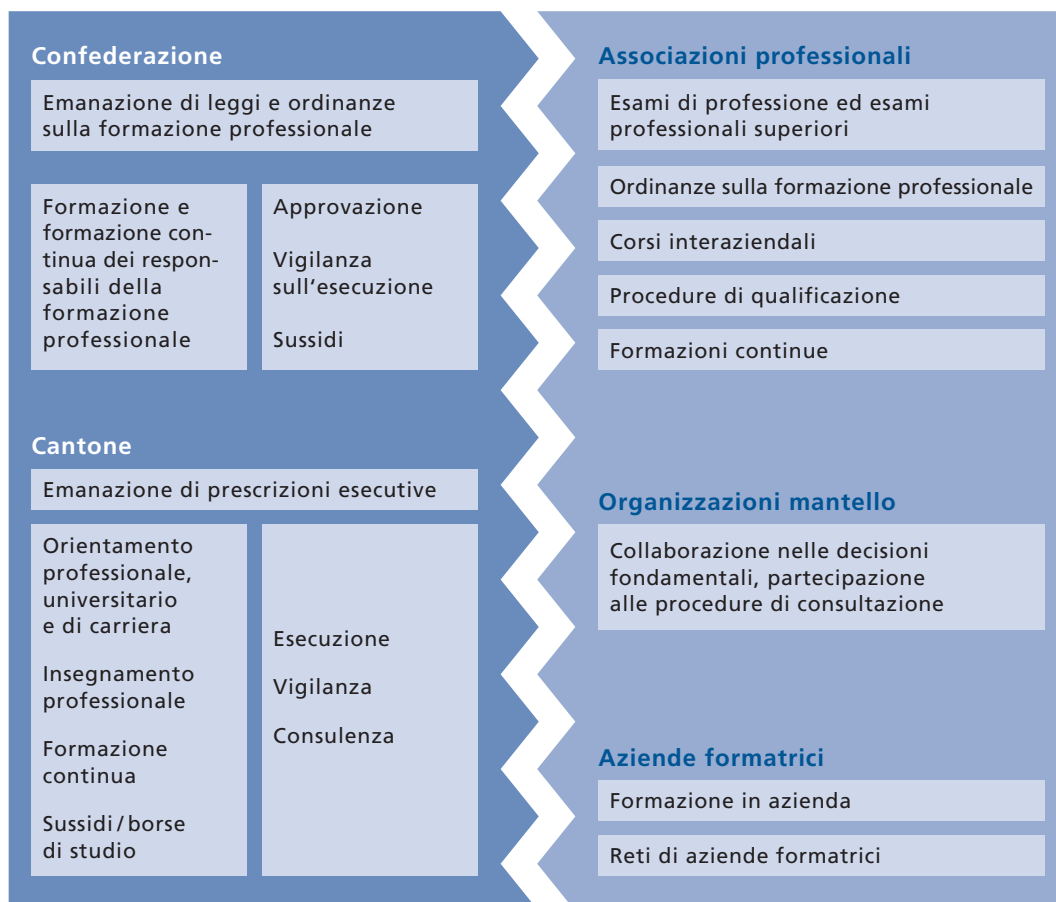 Confederazione
Emanazione di leggi e ordinanze
sulla formazione professionale
Formazione e
formazione con-
tinua dei respon-
sabili della
formazione
professionale
Approvazione
Vigilanza
sull'esecuzione
Sussidi
Cantone
Emanazione di prescrizioni esecutive
Orientamento
professionale,
universitario
e di carriera
Insegnamento
professionale
Formazione
continua
Sussidi / borse
di studio
Esecuzione
Vigilanza
Consulenza
Associazioni professionali
Esami di professione ed esami
professionali superiori
Ordinanze sulla formazione professionale
Corsi interaziendali
Procedure di qualificazione
Formazioni continue
Organizzazioni mantello
Collaborazione nelle decisioni
fondamentali, partecipazione
alle procedure di consultazione
Aziende formatrici
Formazione in azienda
Reti di aziende formatrici